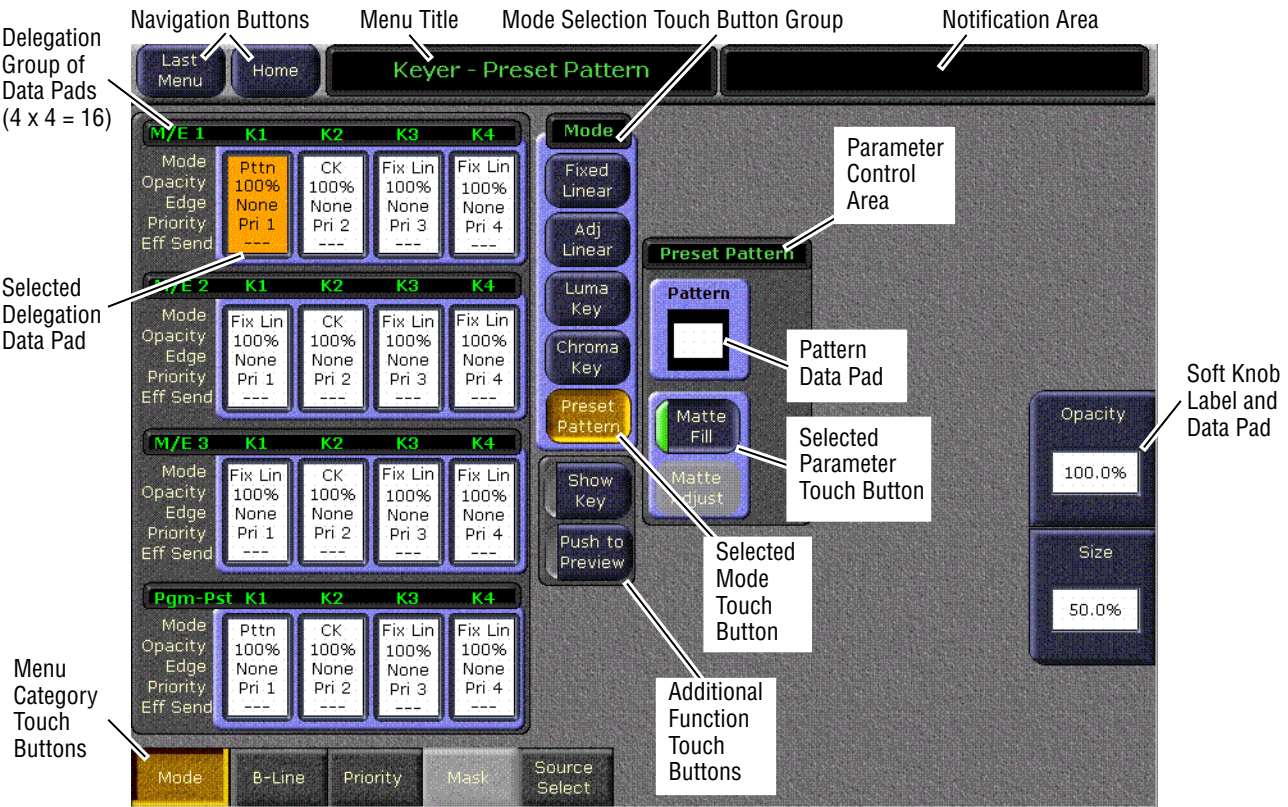 Navigation Buttons
Menu Title
Mode Selection Touch Button Group
Notification Area
Delegation
Group of
Data Pads
(4 x 4 = 16)
Last
Menu
Home
Keyer - Preset Pattern
M/E 1 K1 K2 K3 K4
Mode Pttn CK Fix Lin Fix Lin
Opacity 100% 100% 100% 100%
Edge None None None None
Priority Pri 1 Pri 2 Pri 3 Pri 4
Eff Send --- --- --- ---
Selected
Delegation
Data Pad
M/E 2 K1 K2 K3 K4
Mode Fix Lin CK Fix Lin Fix Lin
Opacity 100% 100% 100% 100%
Edge None None None None
Priority Pri 1 Pri 2 Pri 3 Pri 4
Eff Send --- --- --- ---
M/E 3 K1 K2 K3 K4
Mode Fix Lin CK Fix Lin Fix Lin
Opacity 100% 100% 100% 100%
Edge None None None None
Priority Pri 1 Pri 2 Pri 3 Pri 4
Eff Send --- --- --- ---
Pgm-Pst K1 K2 K3 K4
Mode Pttn CK Fix Lin Fix Lin
Opacity 100% 100% 100% 100%
Edge None None None None
Priority Pri 1 Pri 2 Pri 3 Pri 4
Eff Send --- --- --- ---
Mode
Fixed
Linear
Adj
Linear
Luma
Key
Chroma
Key
Preset
Pattern
Show
Key
Push to
Preview
Parameter
Control
Area
Preset Pattern
Pattern
Pattern
Data Pad
Matte
Fill
Matte
Selected
Parameter
Touch Button
Selected
Mode
Touch
Button
Additional
Function
Touch
Buttons
Soft Knob
Label and
Data Pad
Opacity
100.0%
Size
50.0%
Menu
Category
Touch
Buttons
Mode
B-Line
Priority
Mask
Source
Select